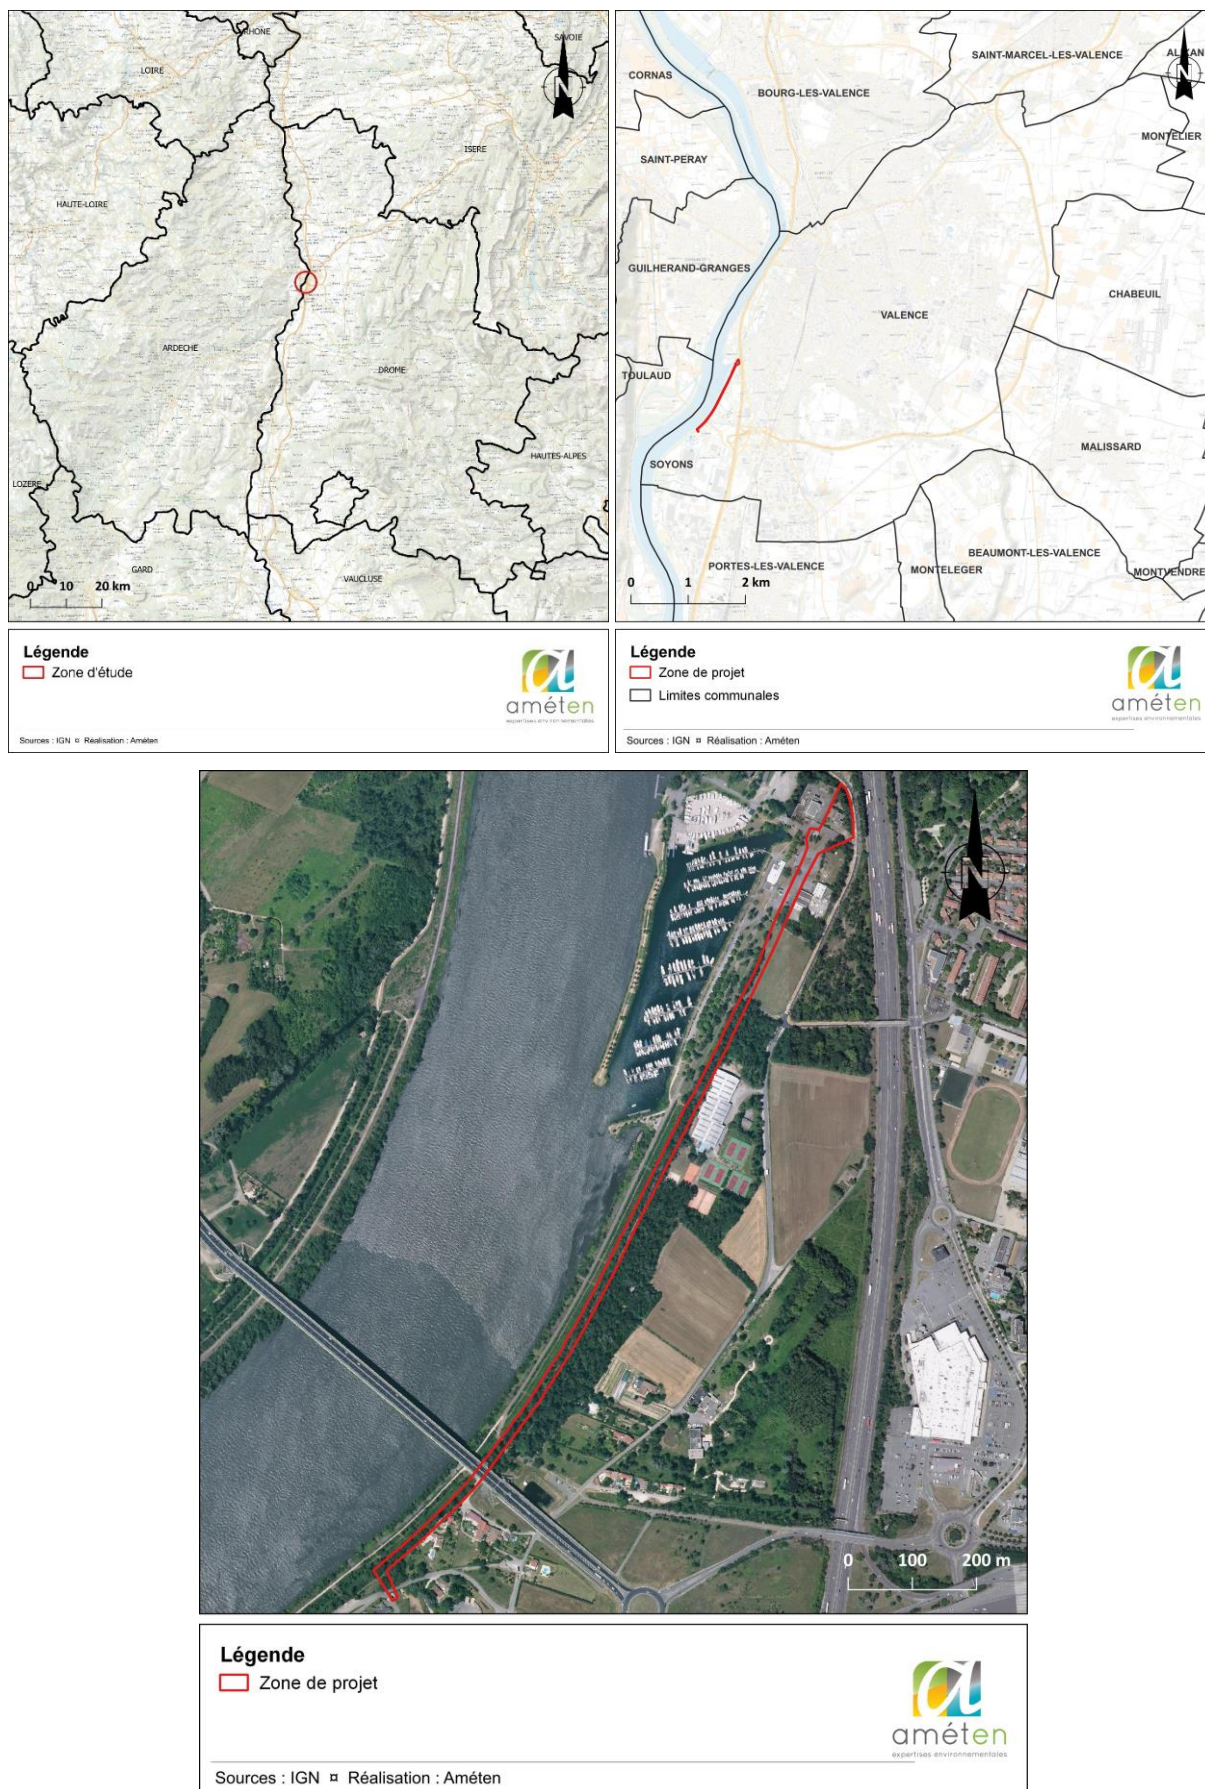 RHONE
SAVOIE
LOIRE
N
ISERE
HAUTE-LOIRE
ARDECHE
DROME
HAUTES-ALPES
LOZERE
GARD
VAUCLUSE
0 10 20 km
Légende
Zone d'étude
améten
expertises environnementales
Sources : IGN ¤ Réalisation : Améten
SAINT-MARCEL-LES-VALENCE
CORNAS
N
BOURG-LES-VALENCE
MONTELIER
SAINT-PERAY
GUILHERAND-GRANGES
CHABEUIL
VALENCE
TOULAUD
MALISSARD
SOYONS
BEAUMONT-LES-VALENCE
PORTES-LES-VALENCE
MONTELEGER
MONTVENDRE
0 1 2 km
Légende
Zone de projet
Limites communales
améten
expertises environnementales
Sources : IGN ¤ Réalisation : Améten
N
0 100 200 m
Légende
Zone de projet
améten
expertises environnementales
Sources : IGN ¤ Réalisation : Améten